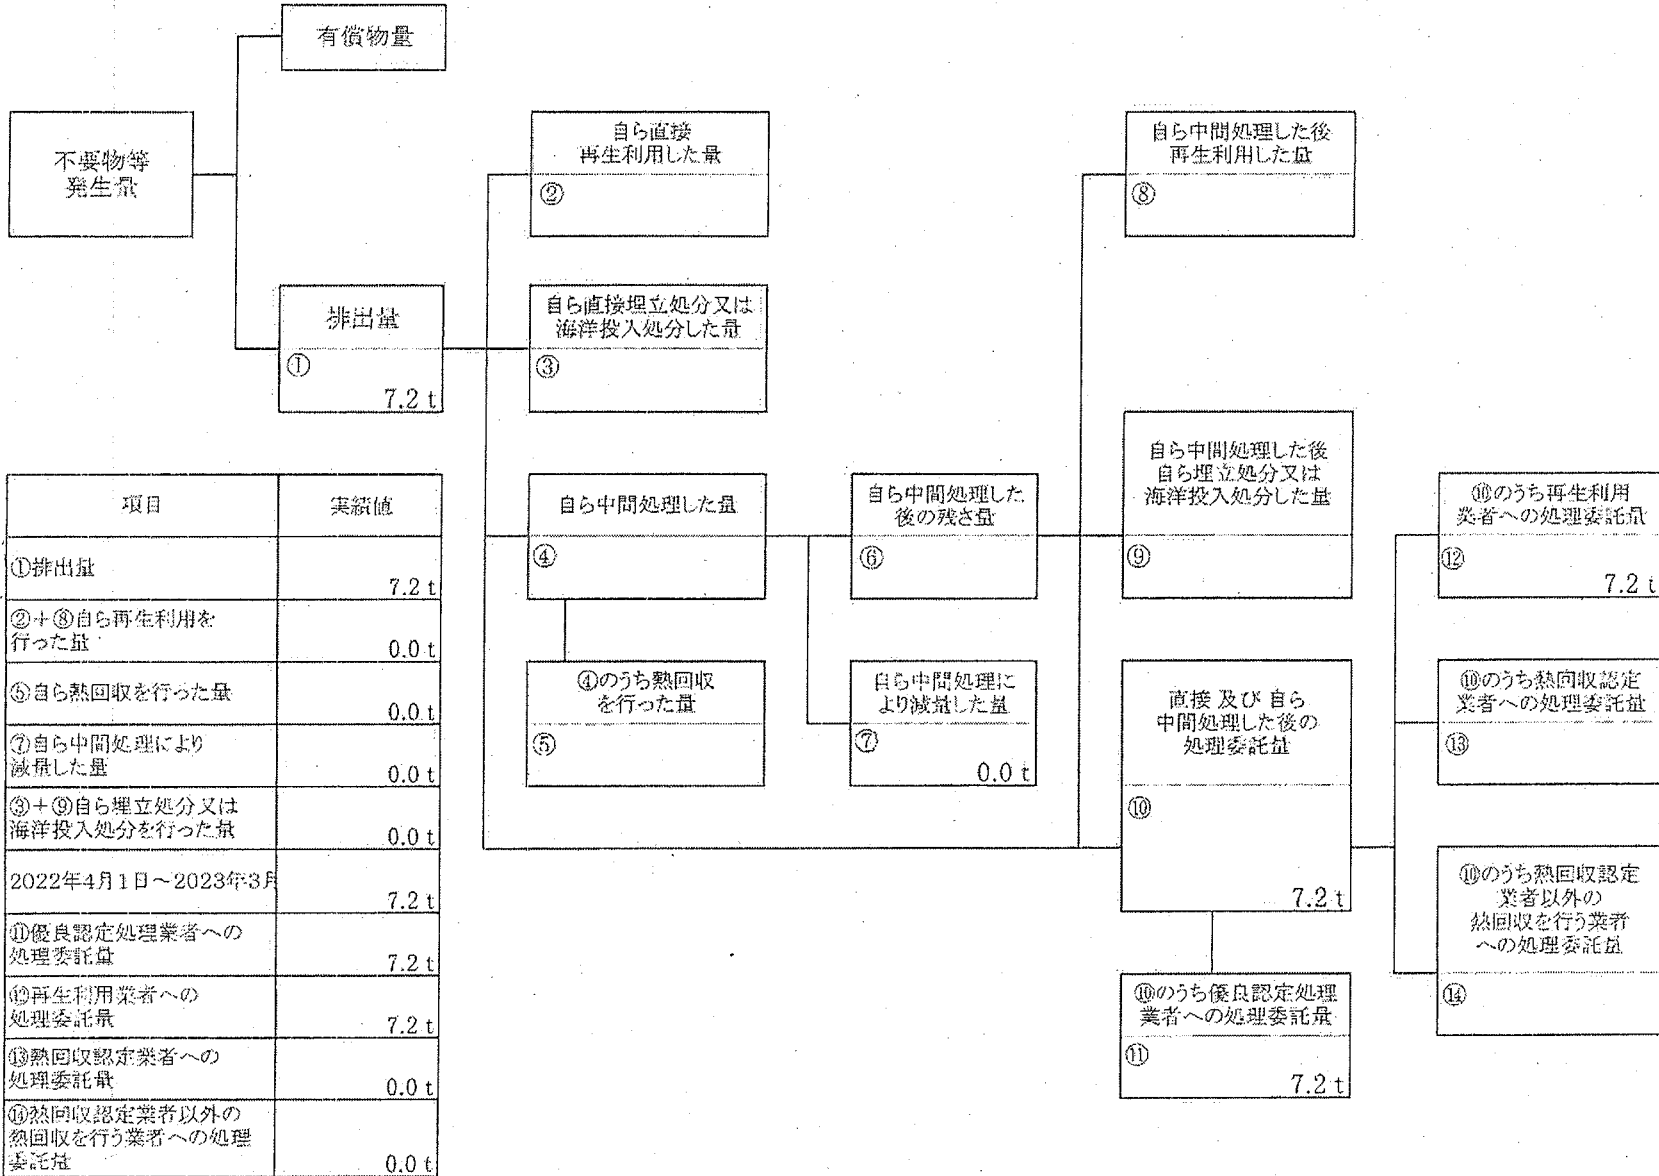 有償物量
不要物等
発生量
排出量
①
7.2 t
自ら直接
再生利用した量
②
自ら直接埋立処分又は
海洋投入処分した量
③
自ら中間処理した量
④
④のうち熱回収
を行った量
⑤
自ら中間処理した
後の残さ量
⑥
自ら中間処理に
より減量した量
⑦
0.0 t
自ら中間処理した後
再生利用した量
⑧
自ら中間処理した後
自ら埋立処分又は
海洋投入処分した量
⑨
直接 及び 自ら
中間処理した後の
処理委託量
⑩
7.2 t
⑩のうち優良認定処理
業者への処理委託量
⑪
7.2 t
⑩のうち再生利用
業者への処理委託量
⑫
7.2 t
⑩のうち熱回収認定
業者への処理委託量
⑬
⑩のうち熱回収認定
業者以外の
熱回収を行う業者
への処理委託量
⑭
項目 実績値
①排出量
7.2 t
②+⑧自ら再生利用を
行った量
0.0 t
⑤自ら熱回収を行った量
0.0 t
⑦自ら中間処理により
減量した量
0.0 t
③+⑨自ら埋立処分又は
海洋投入処分を行った量
0.0 t
2022年4月1日~2023年3月
7.2 t
⑪優良認定処理業者への
処理委託量
7.2 t
⑫再生利用業者への
処理委託量
7.2 t
⑬熱回収認定業者への
処理委託量
0.0 t
⑭熱回収認定業者以外の
熱回収を行う業者への処理
委託量
0.0 t